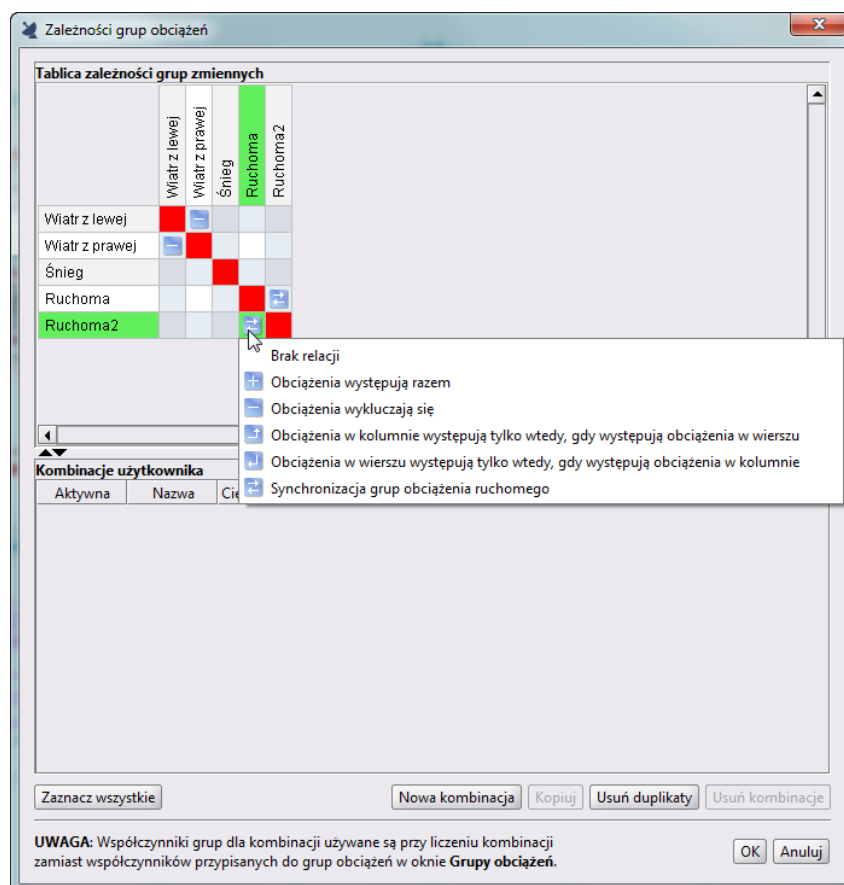 Zależności grup obciążeń
x
Tablica zależności grup zmiennych
Wiatr z lewej
Wiatr z prawej
Śnieg
Ruchoma
Ruchoma2
Wiatr z lewej
Wiatr z prawej
Śnieg
Ruchoma
Ruchoma2
Brak relacji
Obciążenia występują razem
Obciążenia wykluczają się
Obciążenia w kolumnie występują tylko wtedy, gdy występują obciążenia w wierszu
Obciążenia w wierszu występują tylko wtedy, gdy występują obciążenia w kolumnie
Synchronizacja grup obciążenia ruchomego
Kombinacje użytkownika
Aktywna Nazwa Cię
Zaznacz wszystkie Nowa kombinacja Kopiuj Usuń duplikaty Usuń kombinacje
UWAGA: Współczynniki grup dla kombinacji używane są przy liczeniu kombinacji
zamiast współczynników przypisanych do grup obciążeń w oknie Grupy obciążeń.
OK Anuluj